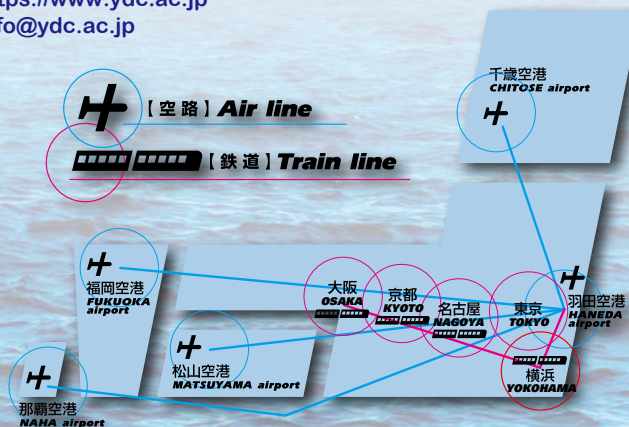 tps://www.ydc.ac.jp
fo@ydc.ac.jp
【空路】Air line
【鉄道】Train line
千歳空港
CHITOSE airport
福岡空港
FUKUOKA
airport
大阪
OSAKA
京都
KYOTO
名古屋
NAGOYA
東京
TOKYO
羽田空港
HANEDA
airport
松山空港
MATSUYAMA airport
横浜
YOKOHAMA
那覇空港
NAHA airport